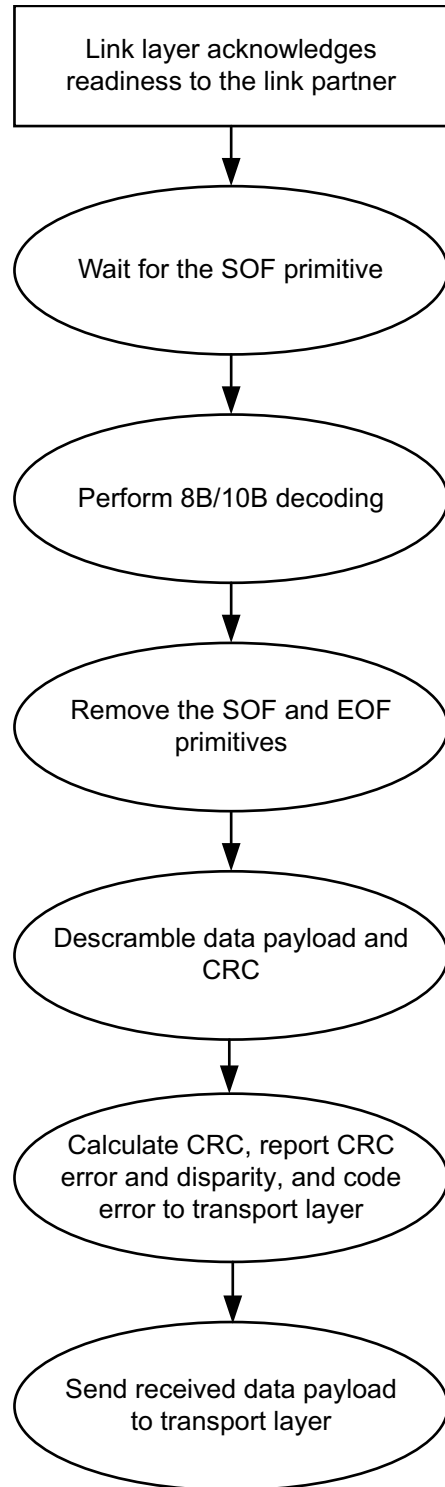 Link layer acknowledges
readiness to the link partner
Wait for the SOF primitive
Perform 8B/10B decoding
Remove the SOF and EOF
primitives
Descramble data payload and
CRC
Calculate CRC, report CRC
error and disparity, and code
error to transport layer
Send received data payload
to transport layer